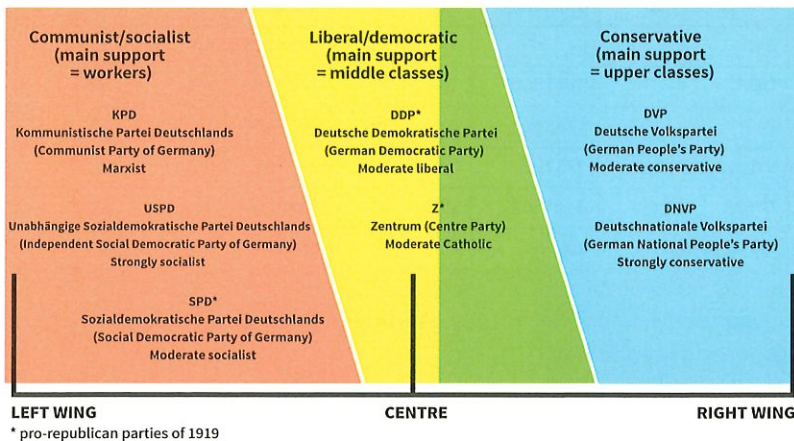 Communist/socialist
(main support
= workers)
KPD
Kommunistische Partei Deutschlands
(Communist Party of Germany)
Marxist
USPD
Unabhängige Sozialdemokratische Partei Deutschlands
(Independent Social Democratic Party of Germany)
Strongly socialist
SPD*
Sozialdemokratische Partei Deutschlands
(Social Democratic Party of Germany)
Moderate socialist
Liberal/democratic
(main support
= middle classes)
DDP*
Deutsche Demokratische Partei
(German Democratic Party)
Moderate liberal
Z*
Zentrum (Centre Party)
Moderate Catholic
Conservative
(main support
= upper classes)
DVP
Deutsche Volkspartei
(German People's Party)
Moderate conservative
DNVP
Deutschnationale Volkspartei
(German National People's Party)
Strongly conservative
LEFT WING
CENTRE
RIGHT WING
* pro-republican parties of 1919